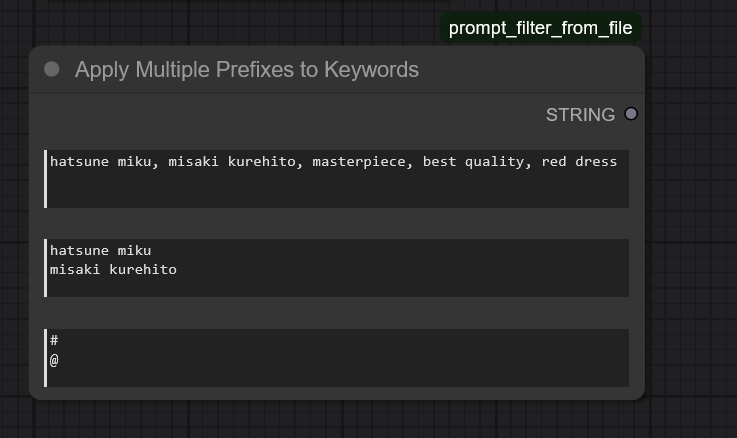 prompt_filter_from_file
Apply Multiple Prefixes to Keywords
STRING
hatsune miku, misaki kurehito, masterpiece, best quality, red dress
hatsune miku
misaki kurehito
#
@